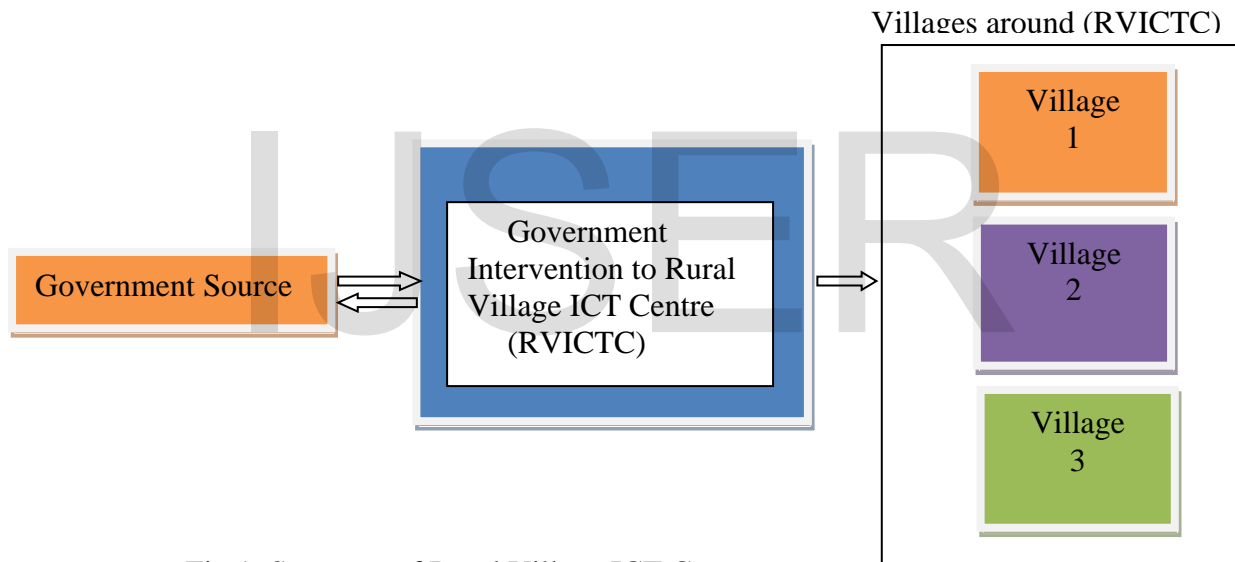 Villages around (RVICTC)
Village
1
Government
Intervention to Rural
Village ICT Centre
(RVICTC)
Government Source
Village
2
Village
3
IJSER